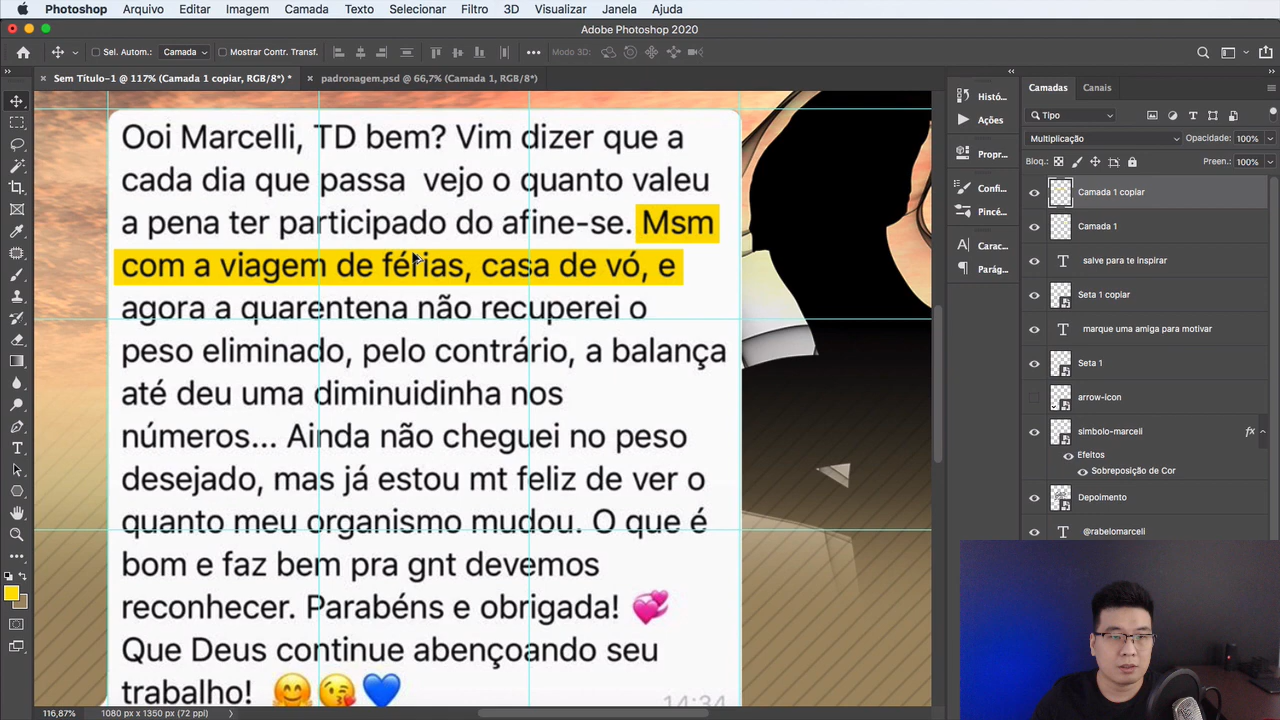 Photoshop Arquivo Editar Imagem Camada Texto Selecionar Filtro 3D Visualizar Janela Ajuda
Adobe Photoshop 2020
Sel. Autom.: Camada Mostrar Contr. Transf. Modo 3D:
Sem Título-1 @ 117% (Camada 1 copiar, RGB/8*) * padronagem.psd @ 66,7% (Camada 1, RGB/8*)
Ooi Marcelli, TD bem? Vim dizer que a
cada dia que passa vejo o quanto valeu
a pena ter participado do afine-se. Msm
com a viagem de férias, casa de vó, e
agora a quarentena não recuperei o
peso eliminado, pelo contrário, a balança
até deu uma diminuidinha nos
números... Ainda não cheguei no peso
desejado, mas já estou mt feliz de ver o
quanto meu organismo mudou. O que é
bom e faz bem pra gnt devemos
reconhecer. Parabéns e obrigada! 💞
Que Deus continue abençoando seu
trabalho! 🤗😘💙
14:34
116,87% 1080 px x 1350 px (72 ppi)
Histó...
Ações
Propr...
Confi...
Pincé...
Carac...
Parág...
Camadas Canais
Tipo
Multiplicação Opacidade: 100%
Bloq.: Preen.: 100%
Camada 1 copiar
Camada 1
salve para te inspirar
Seta 1 copiar
marque uma amiga para motivar
Seta 1
arrow-icon
simbolo-marceli fx
Efeitos
Sobreposição de Cor
Depoimento
@rabelomarceli